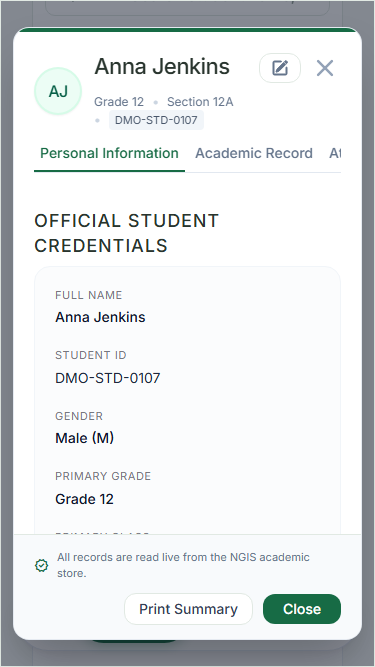 AJ
Anna Jenkins
Grade 12 • Section 12A
• DMO-STD-0107
Personal Information Academic Record
OFFICIAL STUDENT
CREDENTIALS
FULL NAME
Anna Jenkins
STUDENT ID
DMO-STD-0107
GENDER
Male (M)
PRIMARY GRADE
Grade 12
All records are read live from the NGIS academic
store.
Print Summary Close